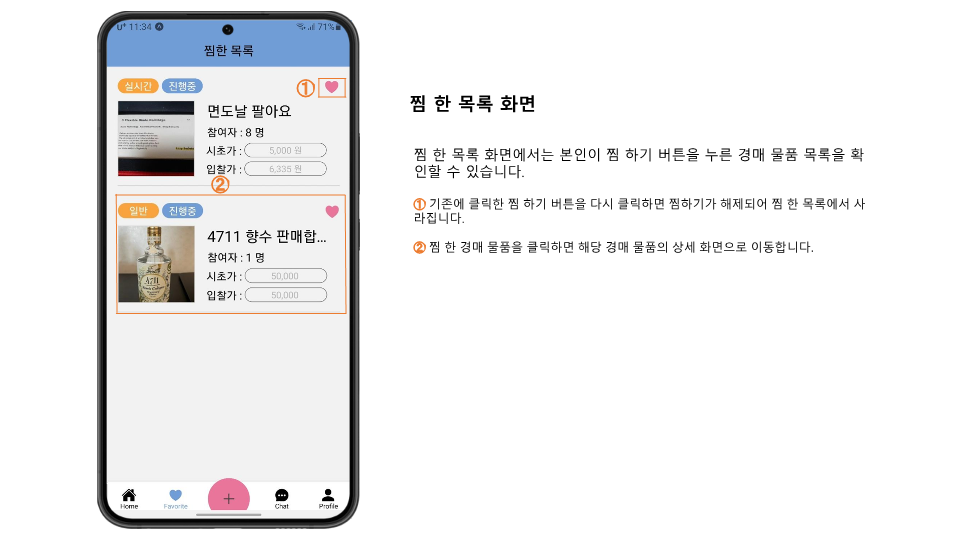 U⁺ 11:34
71%
찜한 목록
실시간 진행중
①
면도날 팔아요
참여자 : 8 명
시초가 : 5,000 원
입찰가 : 6,335 원
②
일반 진행중
4711 향수 판매합...
참여자 : 1 명
시초가 : 50,000
입찰가 : 50,000
4711
Home
Favorite
+
Chat
Profile
찜 한 목록 화면
찜 한 목록 화면에서는 본인이 찜 하기 버튼을 누른 경매 물품 목록을 확
인할 수 있습니다.
① 기존에 클릭한 찜 하기 버튼을 다시 클릭하면 찜하기가 해제되어 찜 한 목록에서 사
라집니다.
② 찜 한 경매 물품을 클릭하면 해당 경매 물품의 상세 화면으로 이동합니다.